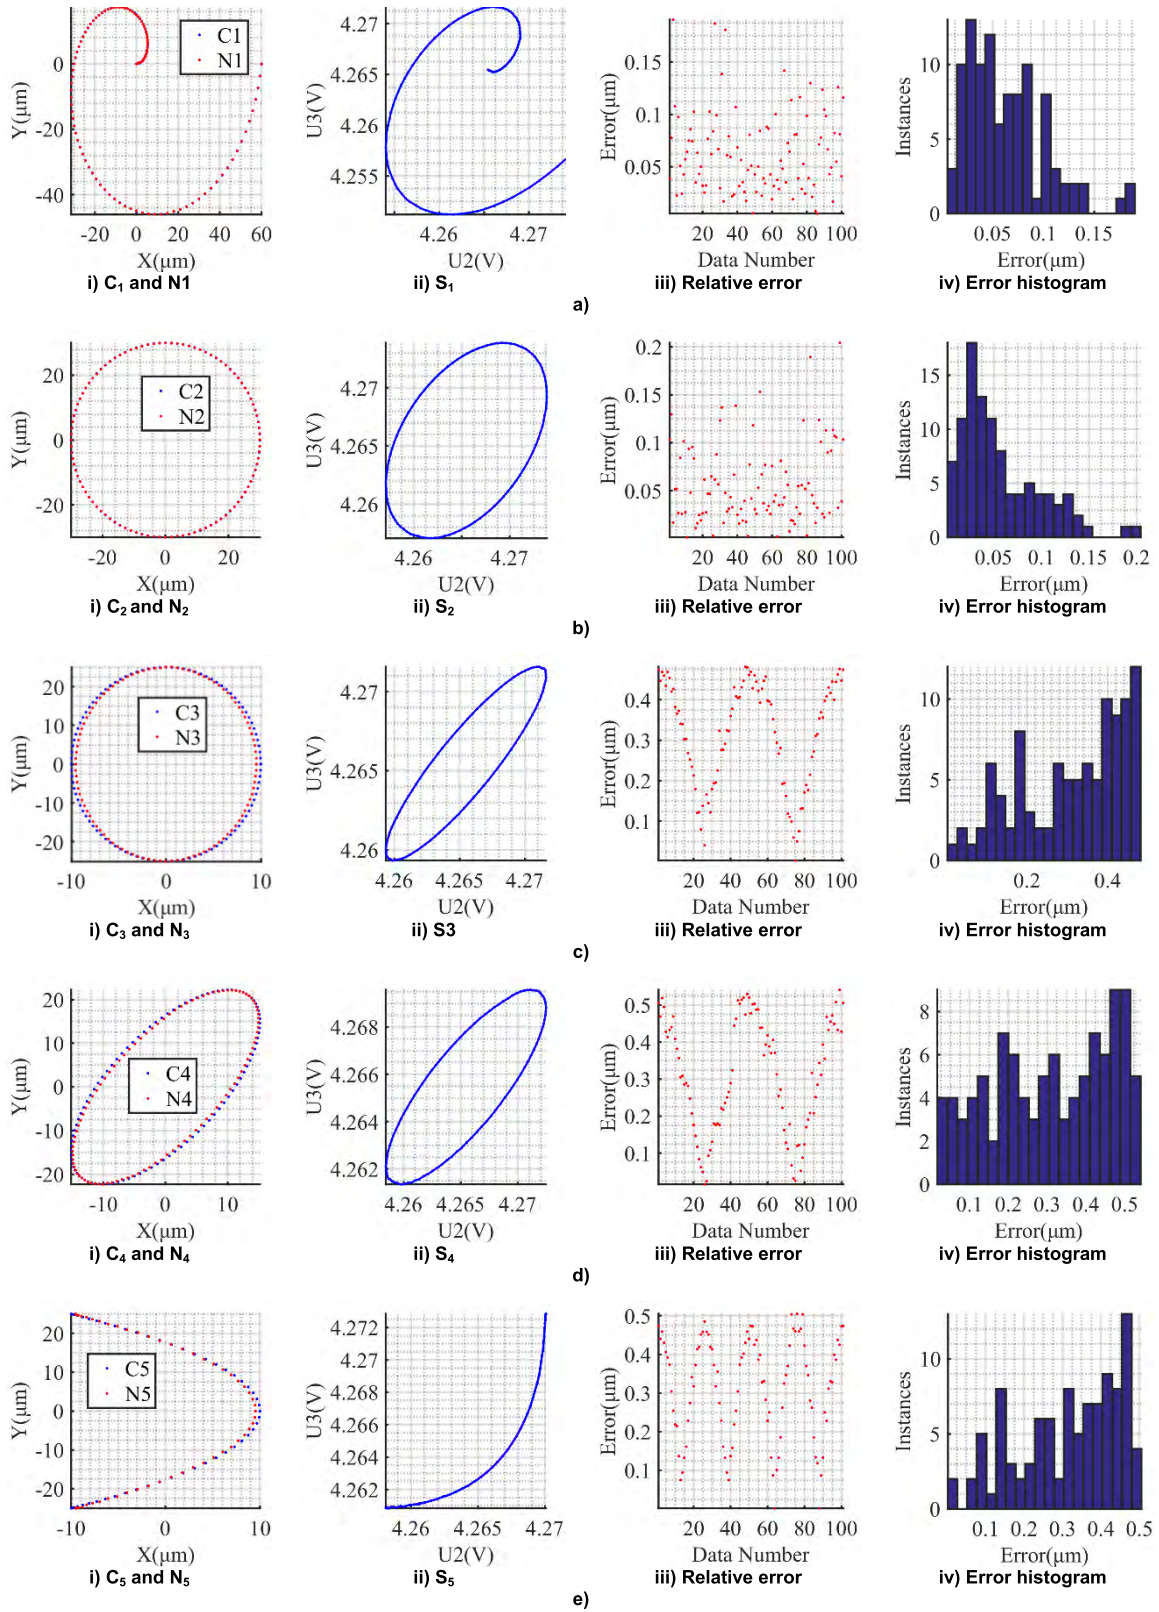 C1
N1
Y(μm)
0
-20
-40
-20 0 20 40 60
X(μm)
i) C1 and N1
U3(V)
4.27
4.265
4.26
4.255
4.26 4.27
U2(V)
ii) S1
Error(μm)
0.15
0.1
0.05
20 40 60 80 100
Data Number
iii) Relative error
Instances
10
5
0
0.05 0.1 0.15
Error(μm)
iv) Error histogram
a)
C2
N2
Y(μm)
20
0
-20
-20 0 20
X(μm)
i) C2 and N2
U3(V)
4.27
4.265
4.26
4.26 4.27
U2(V)
ii) S2
Error(μm)
0.2
0.15
0.1
0.05
20 40 60 80 100
Data Number
iii) Relative error
Instances
15
10
5
0
0.05 0.1 0.15 0.2
Error(μm)
iv) Error histogram
b)
C3
N3
Y(μm)
20
10
0
-10
-20
-10 0 10
X(μm)
i) C3 and N3
U3(V)
4.27
4.265
4.26
4.26 4.265 4.27
U2(V)
ii) S3
Error(μm)
0.4
0.3
0.2
0.1
20 40 60 80 100
Data Number
iii) Relative error
Instances
10
5
0
0.2 0.4
Error(μm)
iv) Error histogram
c)
C4
N4
Y(μm)
20
10
0
-10
-20
-10 0 10
X(μm)
i) C4 and N4
U3(V)
4.268
4.266
4.264
4.262
4.26 4.265 4.27
U2(V)
ii) S4
Error(μm)
0.5
0.4
0.3
0.2
0.1
20 40 60 80 100
Data Number
iii) Relative error
Instances
8
6
4
2
0
0.1 0.2 0.3 0.4 0.5
Error(μm)
iv) Error histogram
d)
C5
N5
Y(μm)
20
10
0
-10
-20
-10 0 10
X(μm)
i) C5 and N5
U3(V)
4.272
4.27
4.268
4.266
4.264
4.262
4.26 4.265 4.27
U2(V)
ii) S5
Error(μm)
0.5
0.4
0.3
0.2
0.1
20 40 60 80 100
Data Number
iii) Relative error
Instances
10
5
0
0.1 0.2 0.3 0.4 0.5
Error(μm)
iv) Error histogram
e)